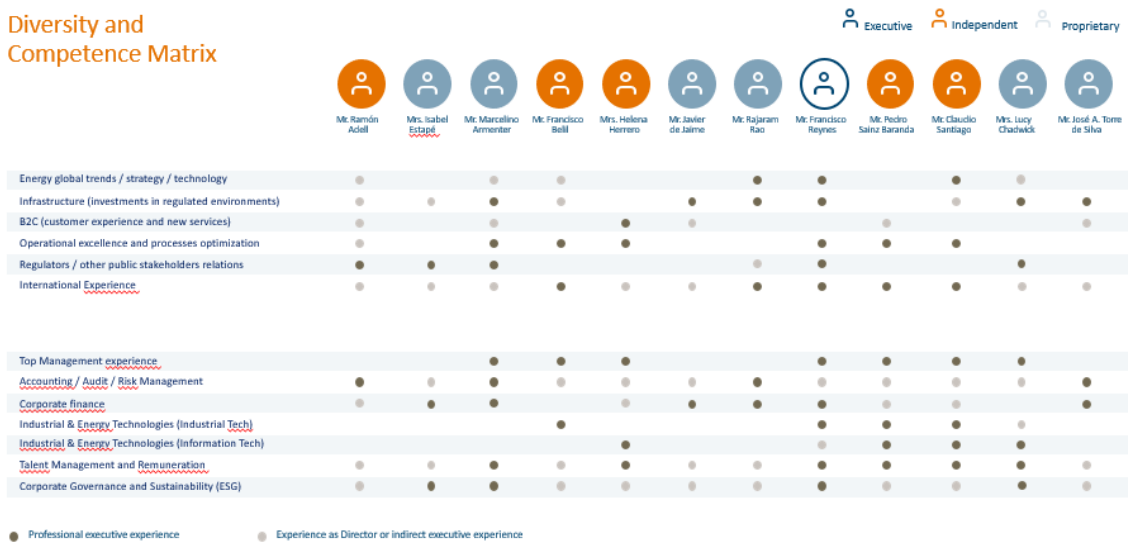 Diversity and
Competence Matrix
Executive
Independent
Proprietary
Mr. Ramón
Adell
Mrs. Isabel
Estapé
Mr. Marcelino
Armenter
Mr. Francisco
Belil
Mrs. Helena
Herrero
Mr. Javier
de Jaime
Mr. Rajaram
Rao
Mr. Francisco
Reynes
Mr. Pedro
Sainz Baranda
Mr. Claudio
Santiago
Mrs. Lucy
Chadwick
Mr. José A. Torre
de Silva
Energy global trends / strategy / technology
Infrastructure (investments in regulated environments)
B2C (customer experience and new services)
Operational excellence and processes optimization
Regulators / other public stakeholders relations
International Experience
Top Management experience
Accounting / Audit / Risk Management
Corporate finance
Industrial & Energy Technologies (Industrial Tech)
Industrial & Energy Technologies (Information Tech)
Talent Management and Remuneration
Corporate Governance and Sustainability (ESG)
Professional executive experience
Experience as Director or indirect executive experience